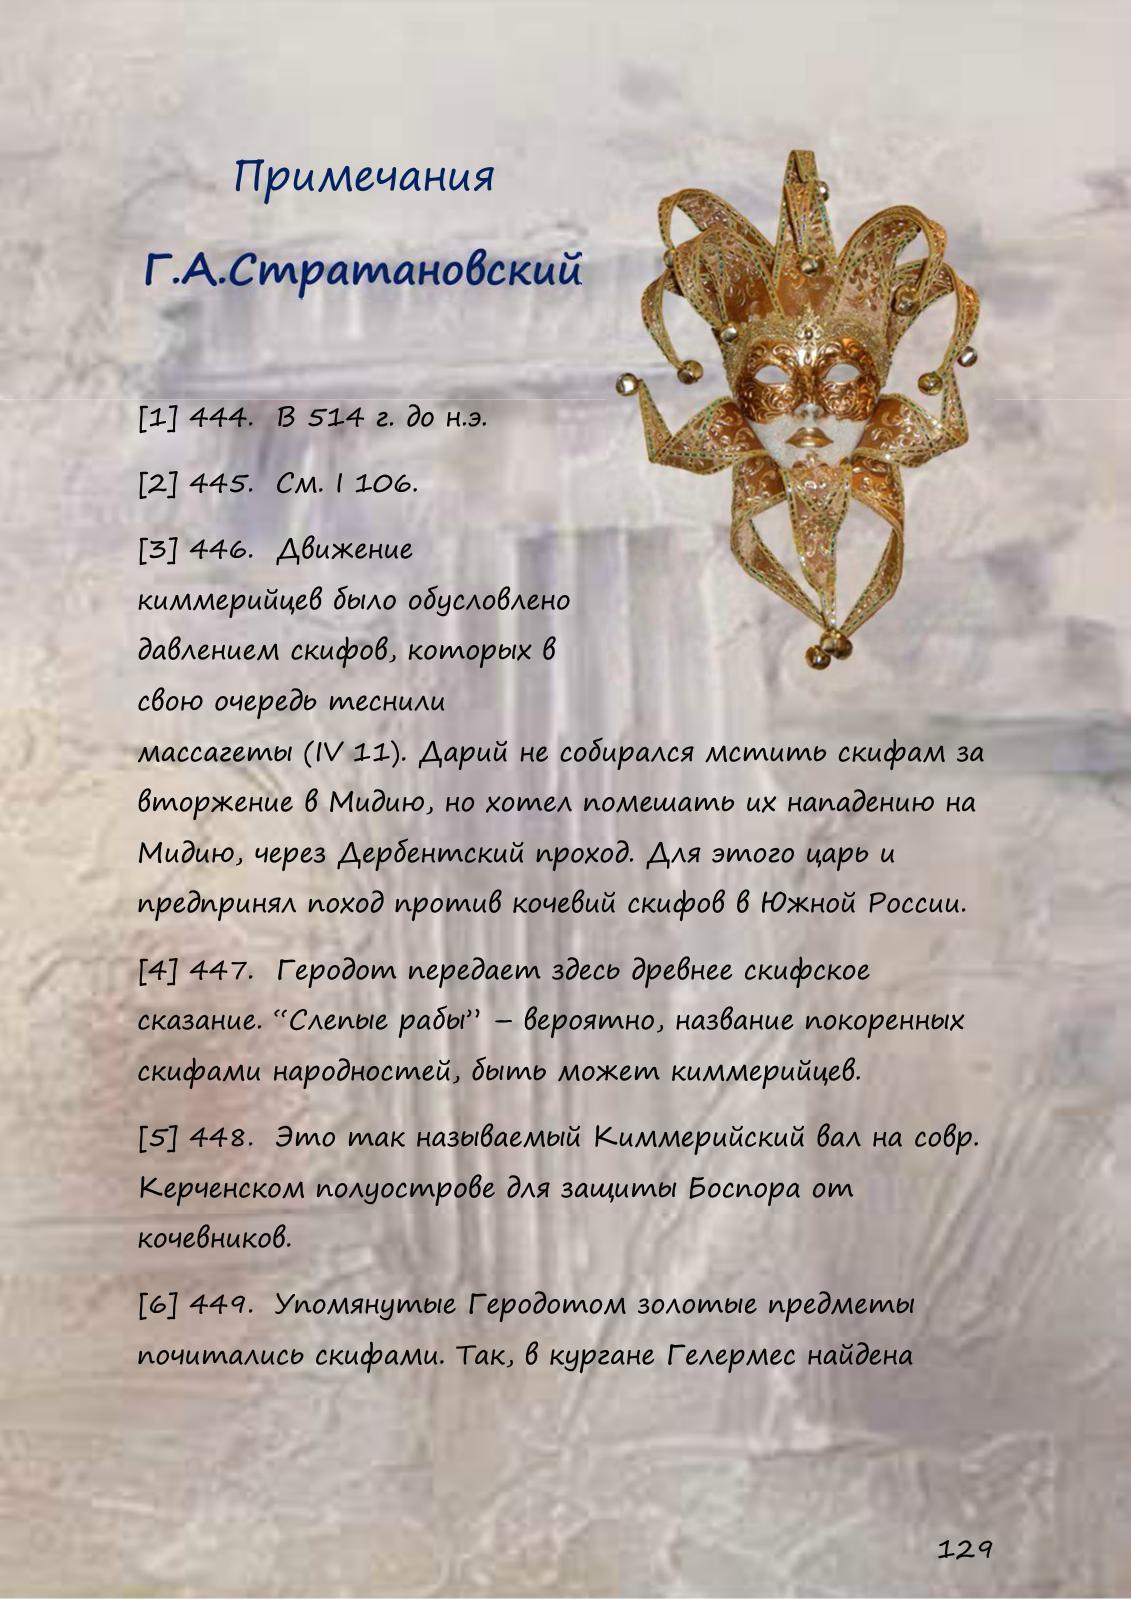 Примечания
Г.А.Стратановский
[1] 444. В 514 г. до н.э.
[2] 445. См. I 106.
[3] 446. Движение
киммерийцев было обусловлено
давлением скифов, которых в
свою очередь теснили
массагеты (IV 11). Дарий не собирался мстить скифам за
вторжение в Мидию, но хотел помешать их нападению на
Мидию, через Дербентский проход. Для этого царь и
предпринял поход против кочевий скифов в Южной России.
[4] 447. Геродот передает здесь древнее скифское
сказание. “Слепые рабы” – вероятно, название покоренных
скифами народностей, быть может киммерийцев.
[5] 448. Это так называемый Киммерийский вал на совр.
Керченском полуострове для защиты Боспора от
кочевников.
[6] 449. Упомянутые Геродотом золотые предметы
почитались скифами. Так, в кургане Гелермес найдена
129